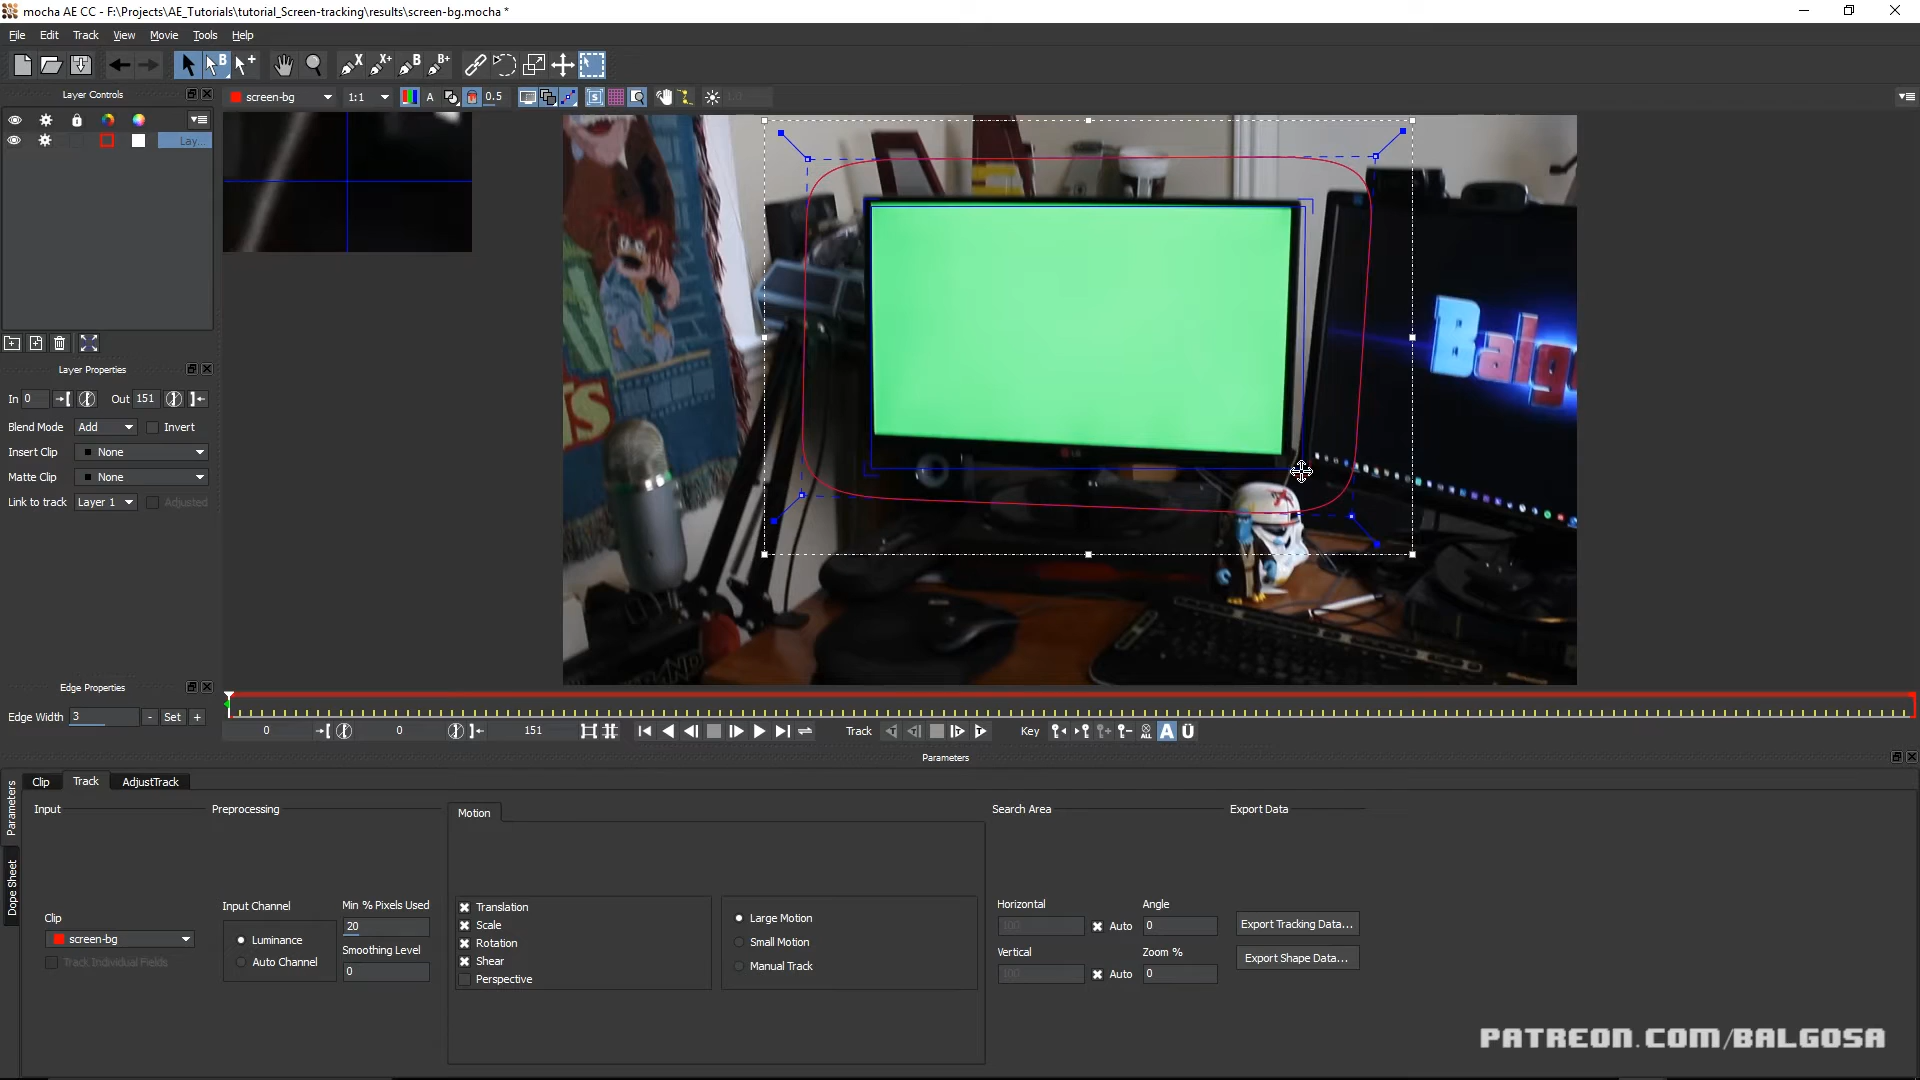 mocha AE CC - F:\Projects\AE_Tutorials\tutorial_Screen-tracking\results\screen-bg.mocha *
File Edit Track View Movie Tools Help
Layer Controls
screen-bg 1:1 A 0.5
Lay...
Layer Properties
In 0 Out 151
Blend Mode Add Invert
Insert Clip None
Matte Clip None
Link to track Layer 1 Adjusted
LG
Edge Properties
Edge Width 3 - Set +
0 0 151 Track Key ALL A Ü
Parameters
Clip Track AdjustTrack
Parameters
Dope Sheet
Input Preprocessing Motion Search Area Export Data
Clip
screen-bg
Track Individual Fields
Input Channel
Luminance
Auto Channel
Min % Pixels Used
20
Smoothing Level
0
Translation
Scale
Rotation
Shear
Perspective
Large Motion
Small Motion
Manual Track
Horizontal Angle
100 Auto 0
Vertical Zoom %
100 Auto 0
Export Tracking Data...
Export Shape Data...
PATREON.COM/BALGOSA